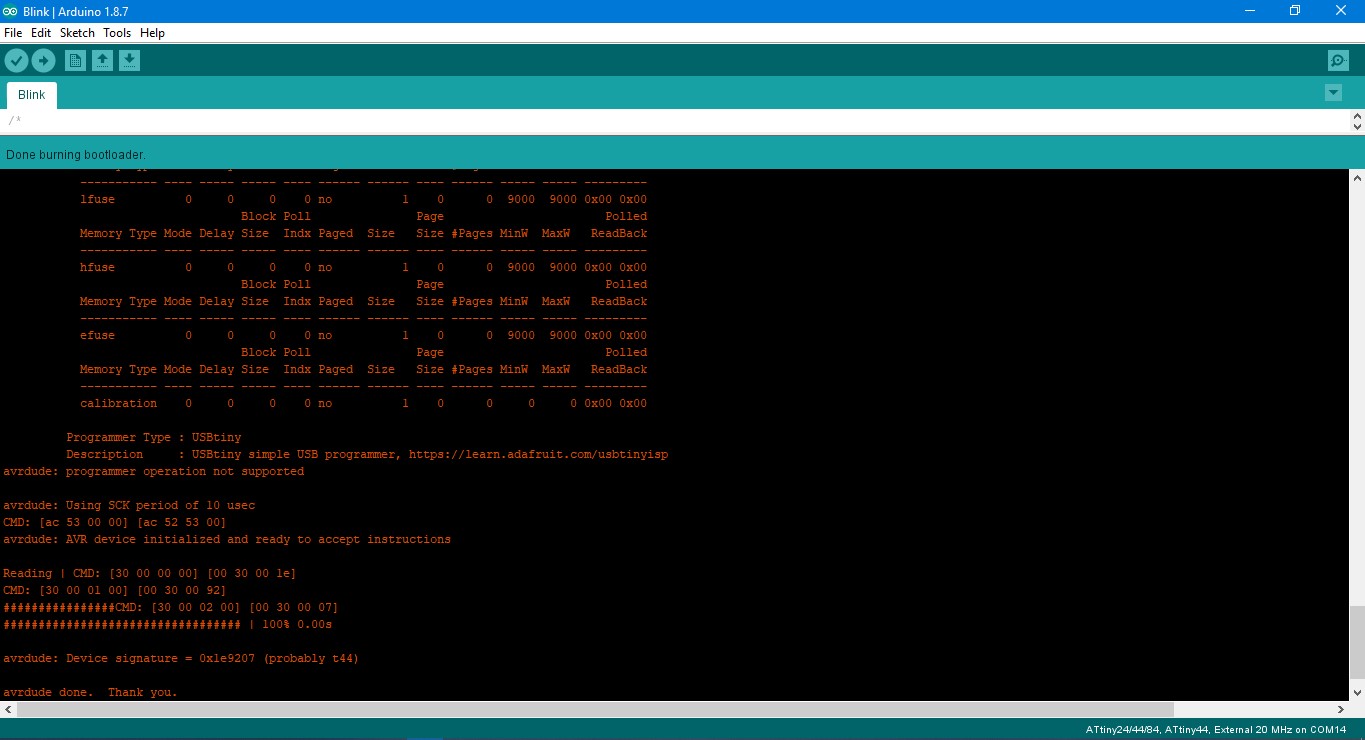 Blink | Arduino 1.8.7
File Edit Sketch Tools Help
Blink
/*
Done burning bootloader.
----------- ---- ----- ----- ---- ------ ------ ---- ------ ----- ----- ---------
lfuse 0 0 0 0 no 1 0 0 9000 9000 0x00 0x00
Block Poll Page Polled
Memory Type Mode Delay Size Indx Paged Size Size #Pages MinW MaxW ReadBack
----------- ---- ----- ----- ---- ------ ------ ---- ------ ----- ----- ---------
hfuse 0 0 0 0 no 1 0 0 9000 9000 0x00 0x00
Block Poll Page Polled
Memory Type Mode Delay Size Indx Paged Size Size #Pages MinW MaxW ReadBack
----------- ---- ----- ----- ---- ------ ------ ---- ------ ----- ----- ---------
efuse 0 0 0 0 no 1 0 0 9000 9000 0x00 0x00
Block Poll Page Polled
Memory Type Mode Delay Size Indx Paged Size Size #Pages MinW MaxW ReadBack
----------- ---- ----- ----- ---- ------ ------ ---- ------ ----- ----- ---------
calibration 0 0 0 0 no 1 0 0 0 0 0x00 0x00
Programmer Type : USBtiny
Description : USBtiny simple USB programmer, https://learn.adafruit.com/usbtinyisp
avrdude: programmer operation not supported
avrdude: Using SCK period of 10 usec
CMD: [ac 53 00 00] [ac 52 53 00]
avrdude: AVR device initialized and ready to accept instructions
Reading | CMD: [30 00 00 00] [00 30 00 1e]
CMD: [30 00 01 00] [00 30 00 92]
################CMD: [30 00 02 00] [00 30 00 07]
################################## | 100% 0.00s
avrdude: Device signature = 0x1e9207 (probably t44)
avrdude done. Thank you.
ATtiny24/44/84, ATtiny44, External 20 MHz on COM14